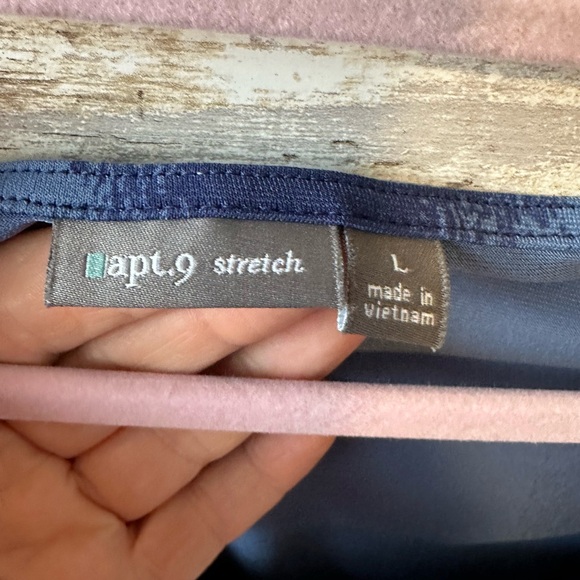 apt.9 stretch
L
made in
vietnam